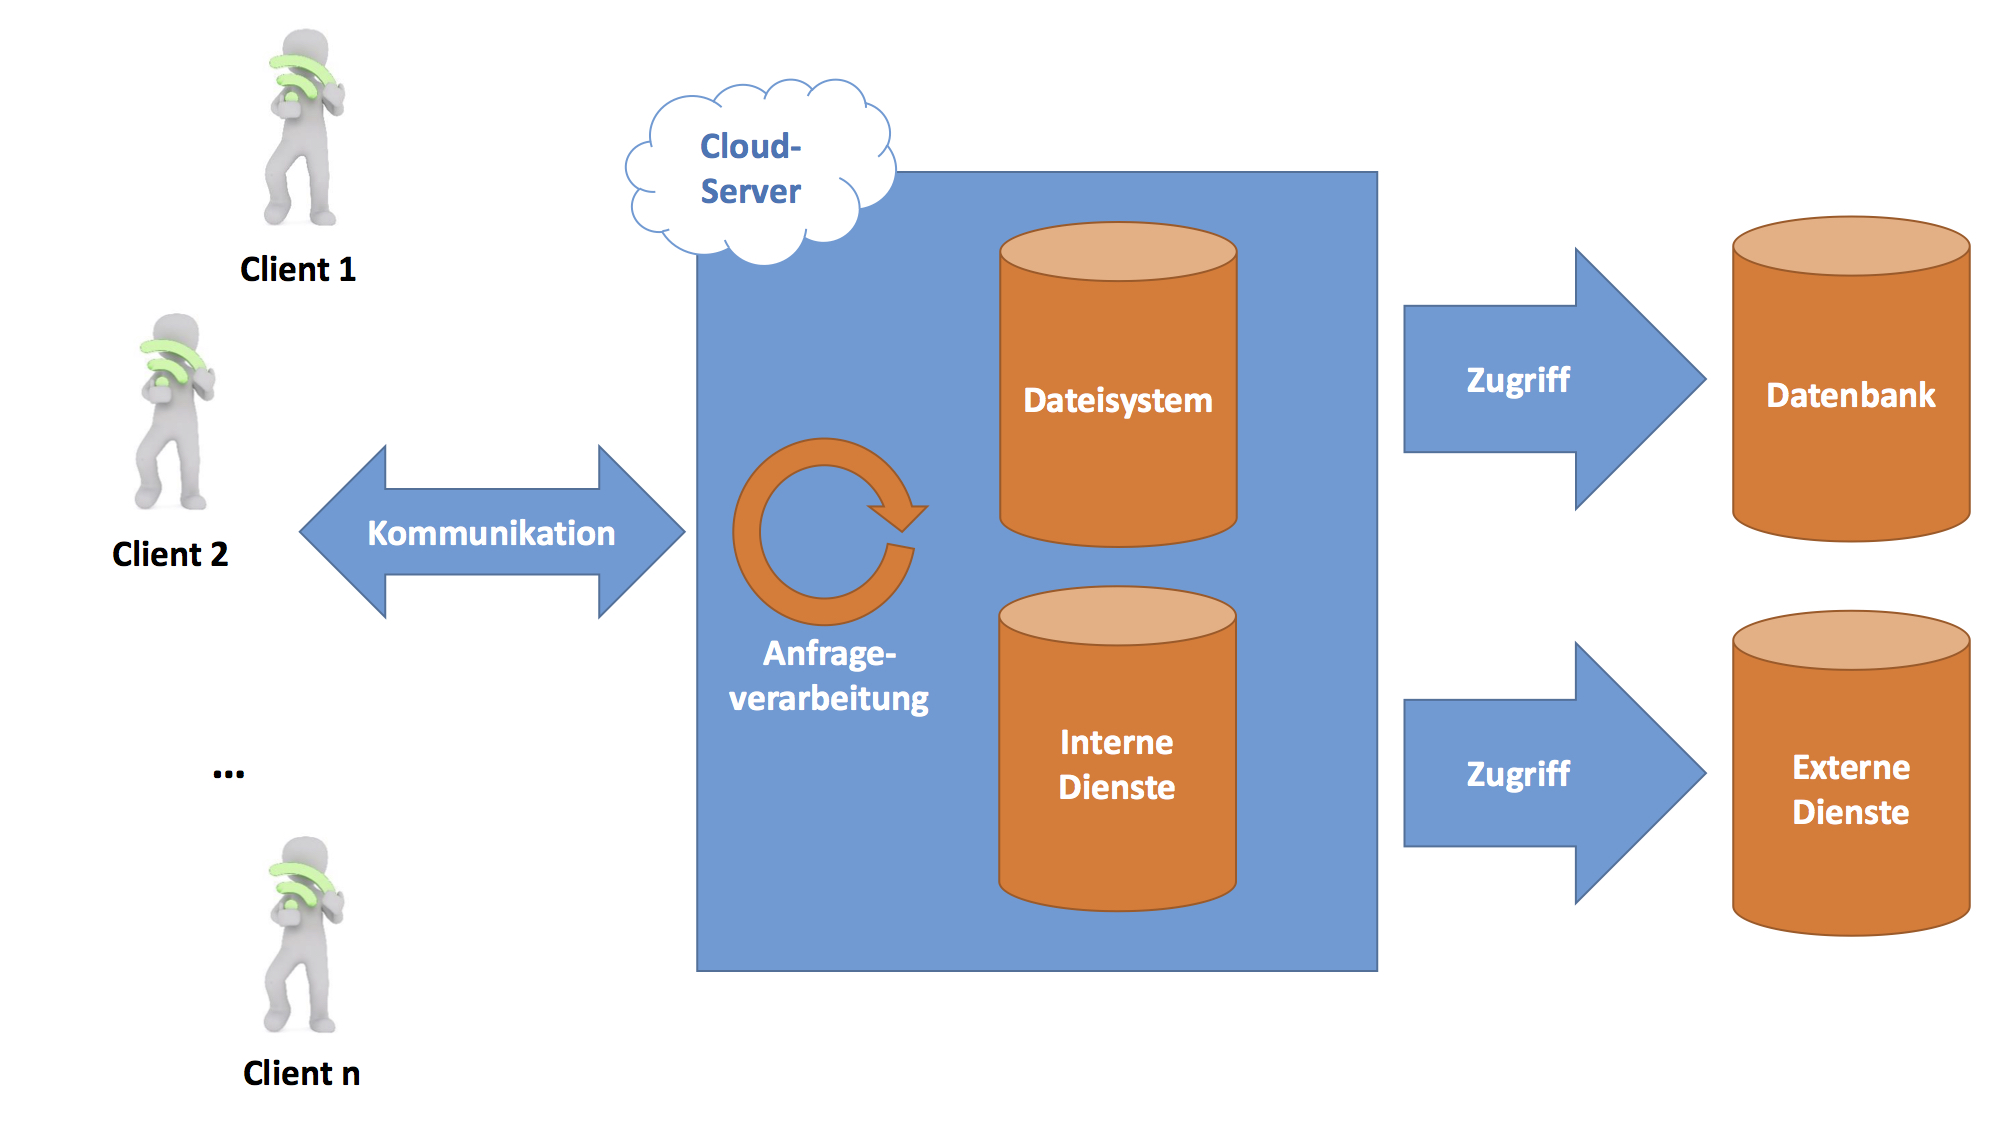 Client 1
Client 2
...
Client n
Kommunikation
Cloud-
Server
Anfrage-
verarbeitung
Dateisystem
Interne
Dienste
Zugriff
Zugriff
Datenbank
Externe
Dienste